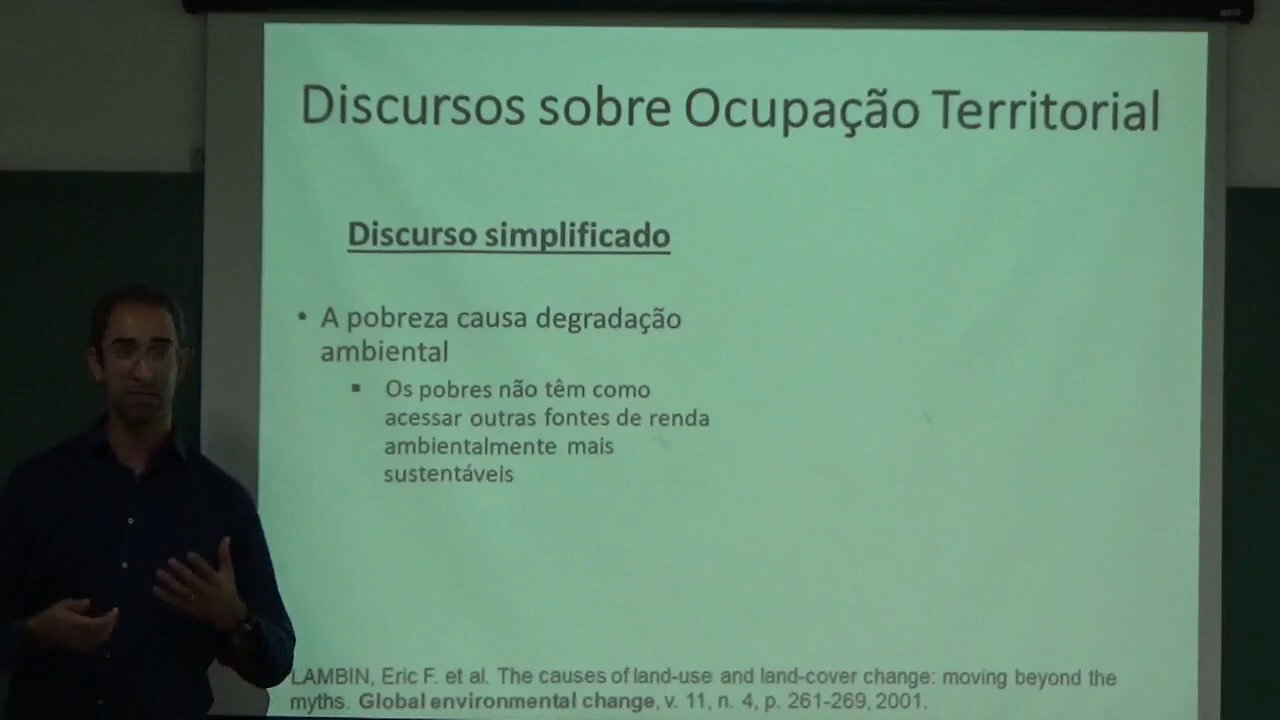 Discursos sobre Ocupação Territorial
Discurso simplificado
• A pobreza causa degradação
ambiental
▪ Os pobres não têm como
acessar outras fontes de renda
ambientalmente mais
sustentáveis
LAMBIN, Eric F. et al. The causes of land-use and land-cover change: moving beyond the
myths. Global environmental change, v. 11, n. 4, p. 261-269, 2001.